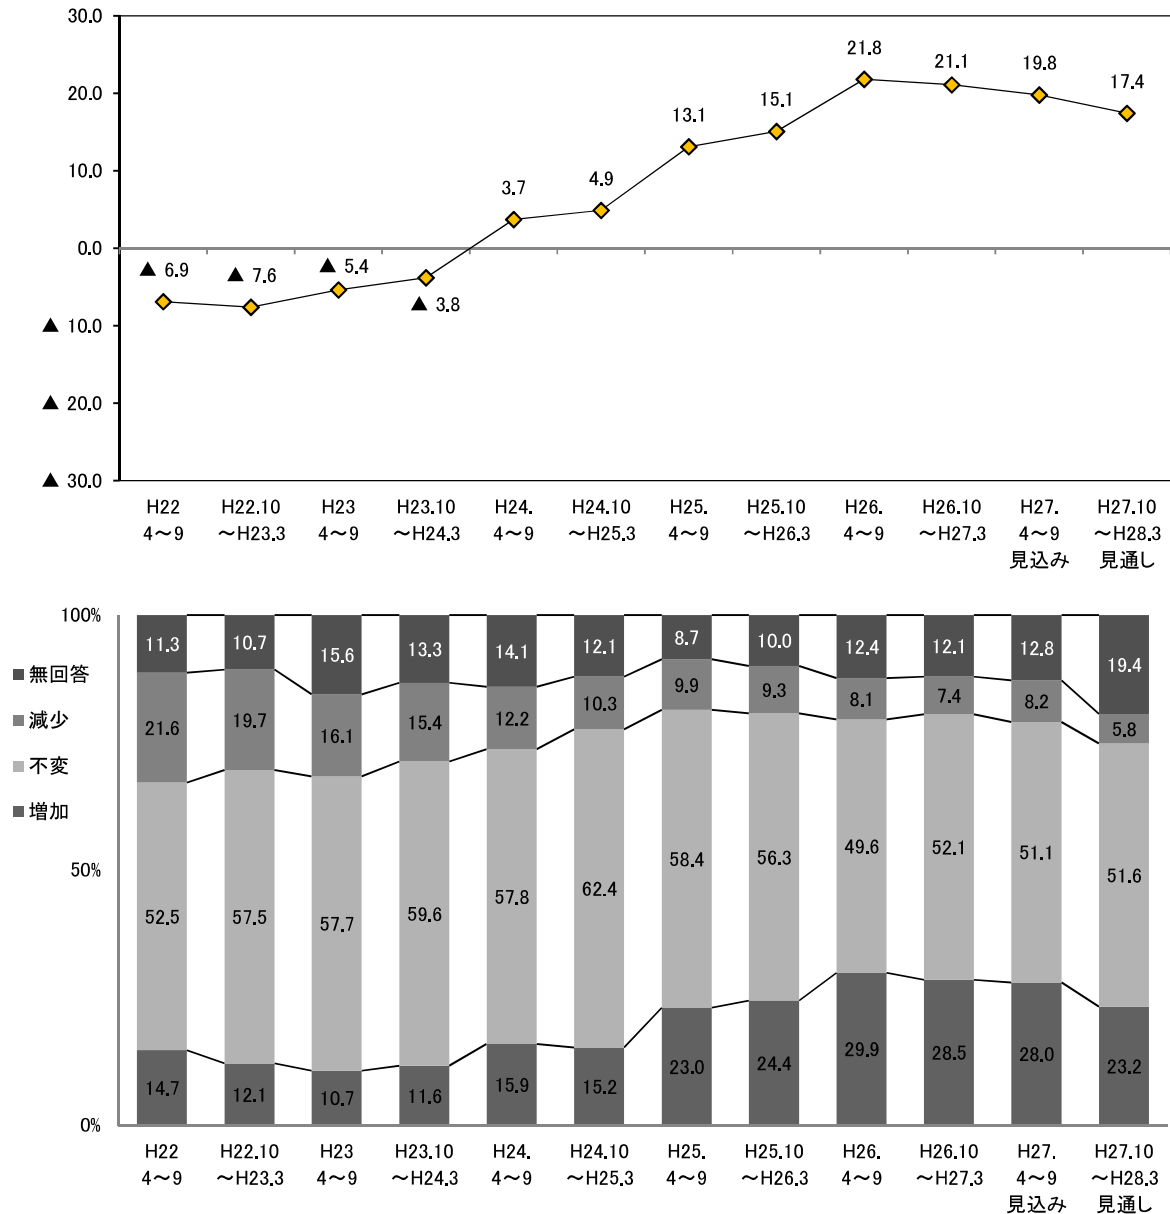 30.0
20.0
10.0
0.0
▲ 10.0
▲ 20.0
▲ 30.0
▲ 6.9
▲ 7.6
▲ 5.4
▲ 3.8
3.7
4.9
13.1
15.1
21.8
21.1
19.8
17.4
H22
4～9
H22.10
～H23.3
H23
4～9
H23.10
～H24.3
H24.
4～9
H24.10
～H25.3
H25.
4～9
H25.10
～H26.3
H26.
4～9
H26.10
～H27.3
H27.
4～9
見込み
H27.10
～H28.3
見通し
100%
50%
0%
■無回答
■減少
■不変
■増加
11.3 10.7 15.6 13.3 14.1 12.1 8.7 10.0 12.4 12.1 12.8 19.4
21.6 19.7 16.1 15.4 12.2 10.3 9.9 9.3 8.1 7.4 8.2 5.8
52.5 57.5 57.7 59.6 57.8 62.4 58.4 56.3 49.6 52.1 51.1 51.6
14.7 12.1 10.7 11.6 15.9 15.2 23.0 24.4 29.9 28.5 28.0 23.2
H22
4～9
H22.10
～H23.3
H23
4～9
H23.10
～H24.3
H24.
4～9
H24.10
～H25.3
H25.
4～9
H25.10
～H26.3
H26.
4～9
H26.10
～H27.3
H27.
4～9
見込み
H27.10
～H28.3
見通し